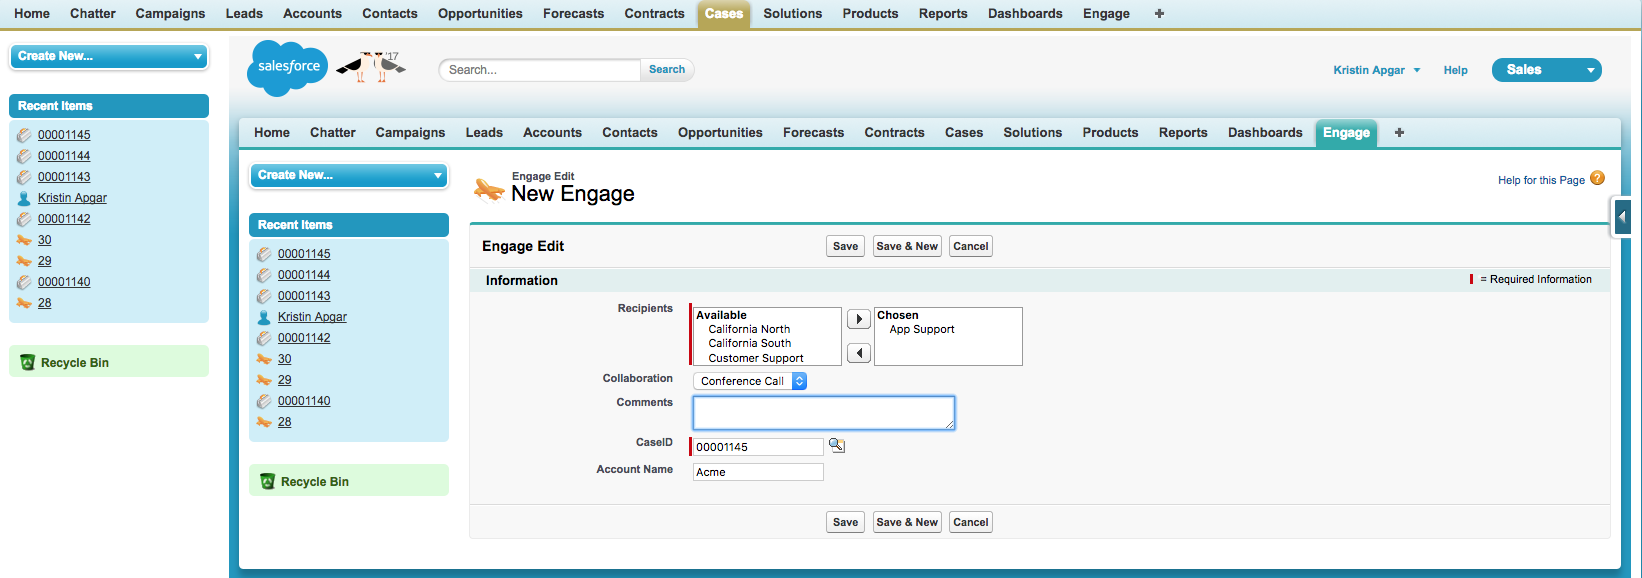 Home Chatter Campaigns Leads Accounts Contacts Opportunities Forecasts Contracts Cases Solutions Products Reports Dashboards Engage +
Create New...
Recent Items
00001145
00001144
00001143
Kristin Apgar
00001142
30
29
00001140
28
Recycle Bin
salesforce
'17
Search...
Search
Kristin Apgar
Help
Sales
Home Chatter Campaigns Leads Accounts Contacts Opportunities Forecasts Contracts Cases Solutions Products Reports Dashboards Engage +
Create New...
Recent Items
00001145
00001144
00001143
Kristin Apgar
00001142
30
29
00001140
28
Recycle Bin
Engage Edit
New Engage
Help for this Page ?
Engage Edit
Save Save & New Cancel
Information
= Required Information
Recipients
Available
California North
California South
Customer Support
Chosen
App Support
Collaboration Conference Call
Comments
CaseID 00001145
Account Name Acme
Save Save & New Cancel